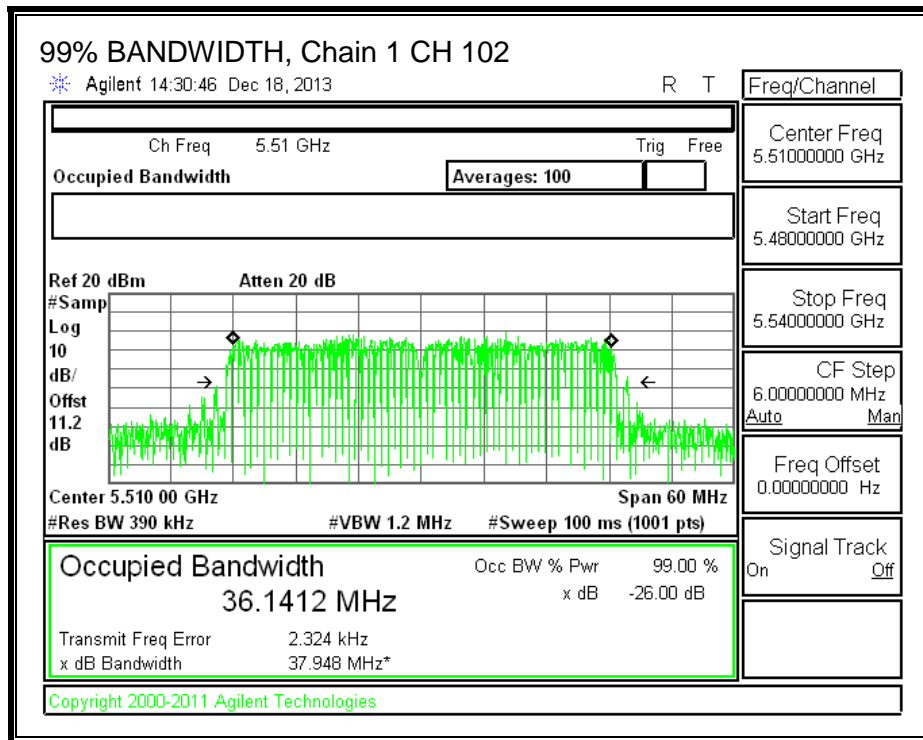 99% BANDWIDTH, Chain 1 CH 102
Agilent 14:30:46 Dec 18, 2013 R T
Ch Freq 5.51 GHz Trig Free
Occupied Bandwidth Averages: 100
Ref 20 dBm Atten 20 dB
#Samp
Log
10
dB/
Offst
11.2
dB
Center 5.510 00 GHz Span 60 MHz
#Res BW 390 kHz #VBW 1.2 MHz #Sweep 100 ms (1001 pts)
Occupied Bandwidth Occ BW % Pwr 99.00 %
36.1412 MHz x dB -26.00 dB
Transmit Freq Error 2.324 kHz
x dB Bandwidth 37.948 MHz*
Copyright 2000-2011 Agilent Technologies
Freq/Channel
Center Freq
5.51000000 GHz
Start Freq
5.48000000 GHz
Stop Freq
5.54000000 GHz
CF Step
6.00000000 MHz
Auto Man
Freq Offset
0.00000000 Hz
Signal Track
On Off